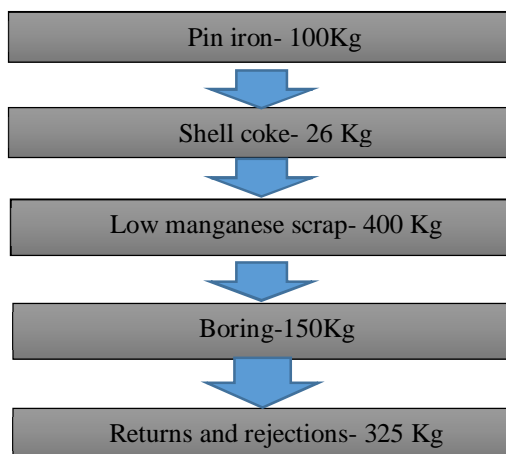 Pin iron- 100Kg
Shell coke- 26 Kg
Low manganese scrap- 400 Kg
Boring-150Kg
Returns and rejections- 325 Kg